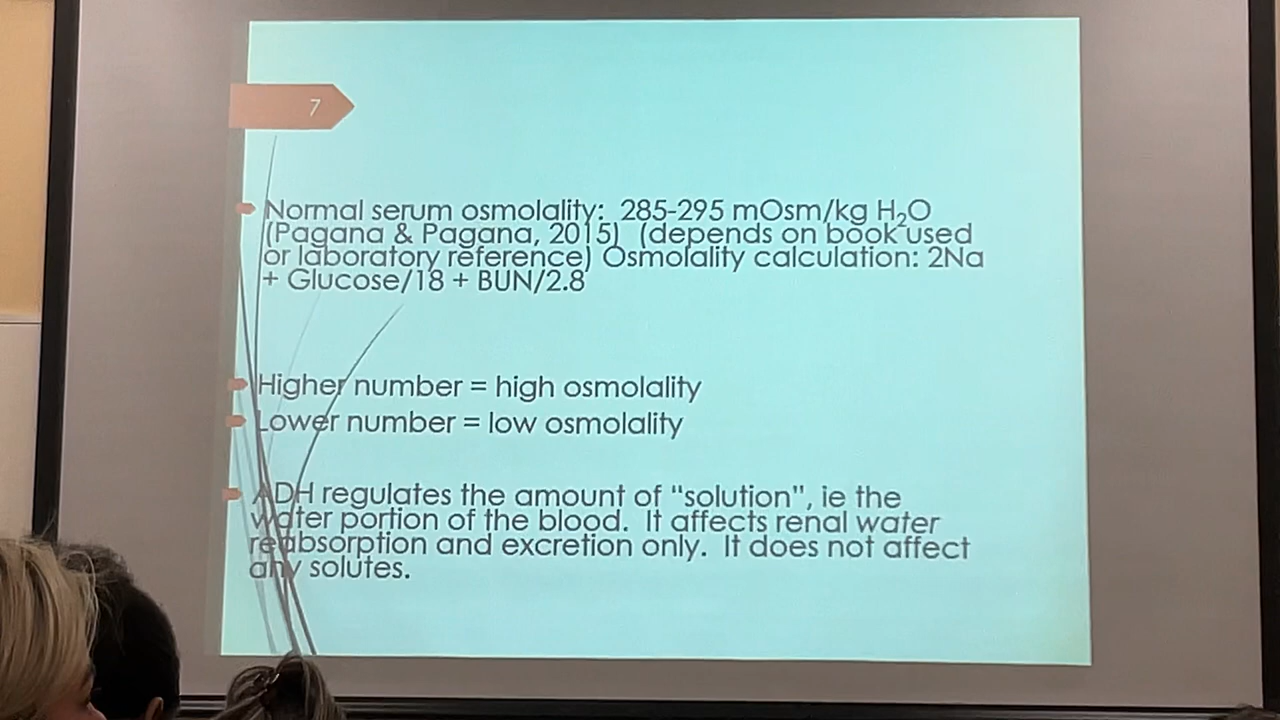 7
Normal serum osmolality: 285-295 mOsm/kg H₂O
(Pagana & Pagana, 2015) (depends on book used
or laboratory reference) Osmolality calculation: 2Na
+ Glucose/18 + BUN/2.8
Higher number = high osmolality
Lower number = low osmolality
ADH regulates the amount of “solution”, ie the
water portion of the blood. It affects renal water
reabsorption and excretion only. It does not affect
any solutes.